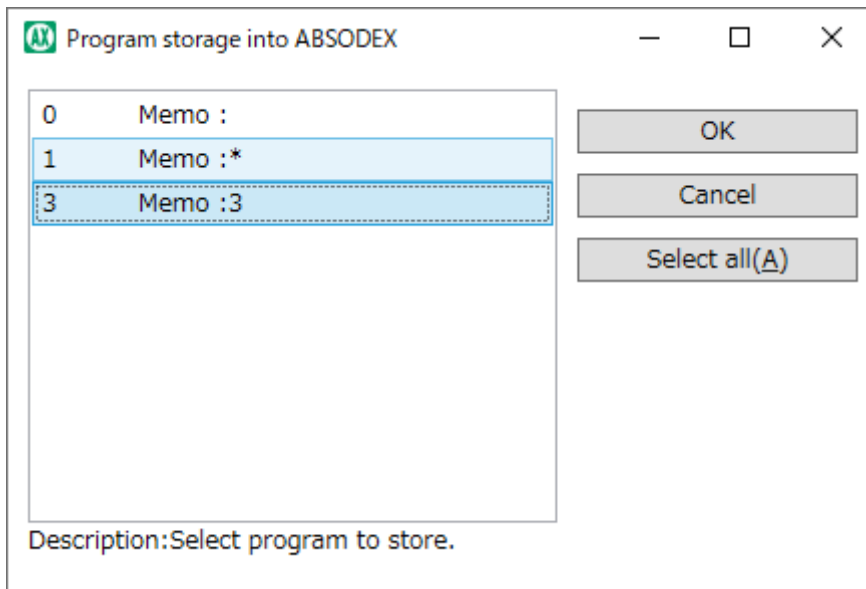 AX Program storage into ABSODEX
0 Memo :
1 Memo :*
3 Memo :3
OK
Cancel
Select all(A)
Description:Select program to store.